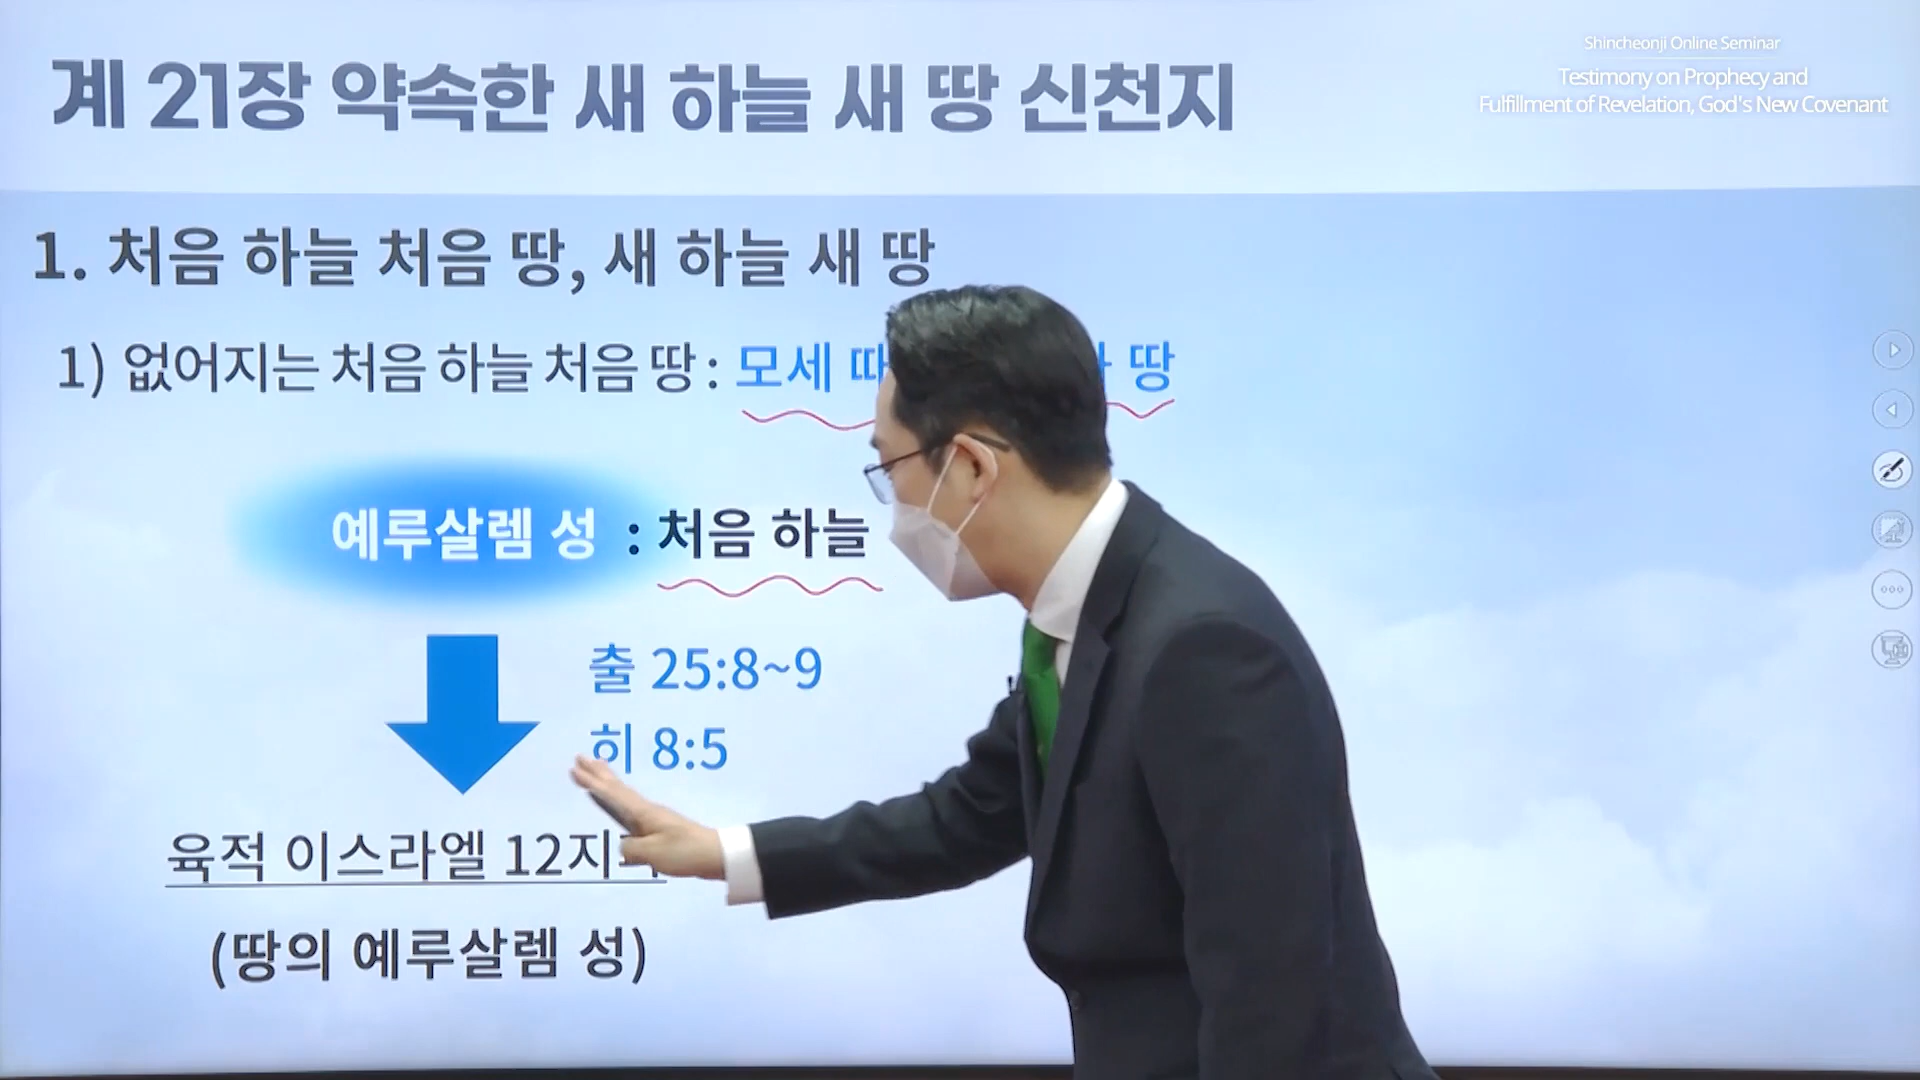 Shincheonji Online Seminar
Testimony on Prophecy and
Fulfillment of Revelation, God's New Covenant
계 21장 약속한 새 하늘 새 땅 신천지
1. 처음 하늘 처음 땅, 새 하늘 새 땅
1) 없어지는 처음 하늘 처음 땅 : 모세 땅
예루살렘 성 : 처음 하늘
출 25:8~9
히 8:5
육적 이스라엘
(땅의 예루살렘 성)